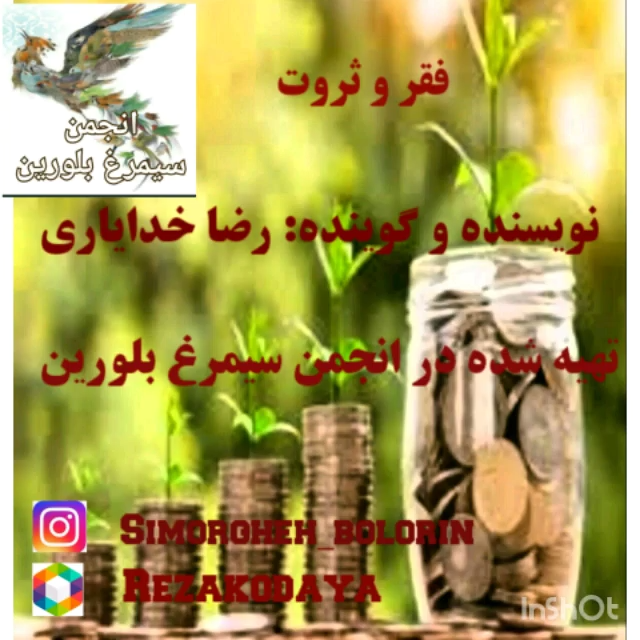 انجمن
سیمرغ بلورین
فقر و ثروت
نویسنده و گوینده: رضا خدایاری
تهیه شده در انجمن سیمرغ بلورین
SIMORGHEH_BOLORIN
REZAKODAYA
InShOt